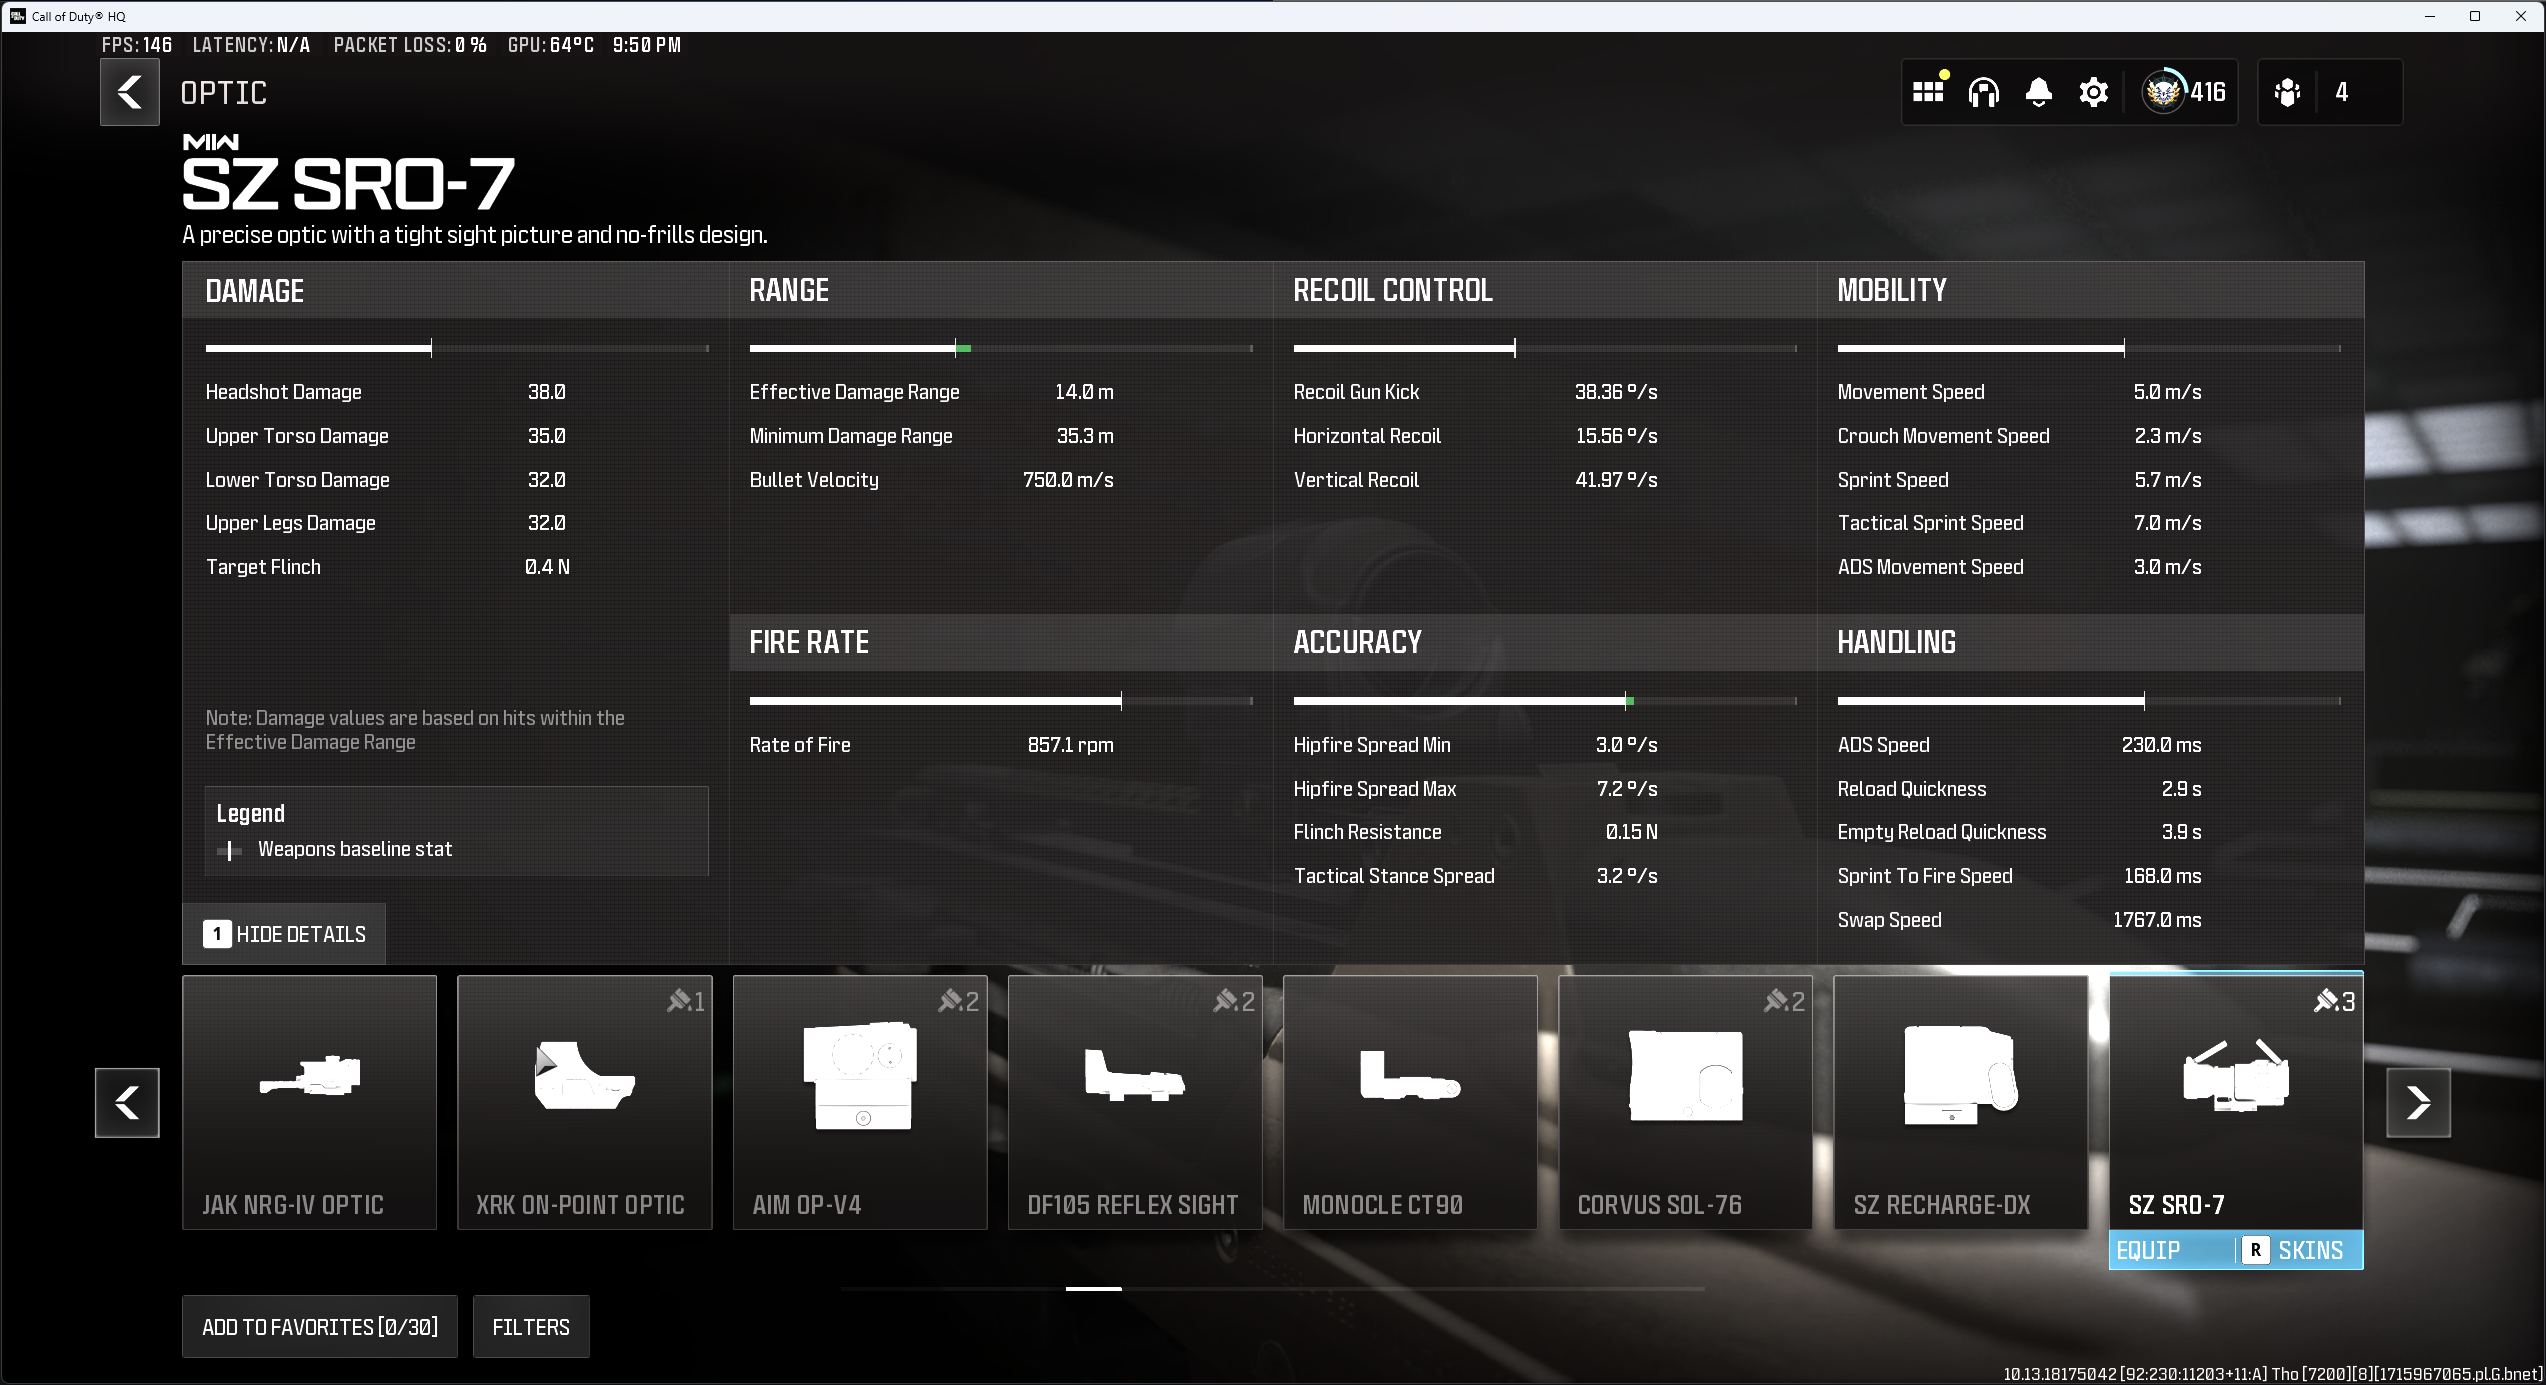 Call of Duty® HQ
FPS: 146 LATENCY: N/A PACKET LOSS: 0 % GPU: 64°C 9:50 PM
OPTIC
416
4
MW
SZ SRO-7
A precise optic with a tight sight picture and no-frills design.
DAMAGE
Headshot Damage 38.0
Upper Torso Damage 35.0
Lower Torso Damage 32.0
Upper Legs Damage 32.0
Target Flinch 0.4 N
Note: Damage values are based on hits within the
Effective Damage Range
Legend
Weapons baseline stat
1 HIDE DETAILS
RANGE
Effective Damage Range 14.0 m
Minimum Damage Range 35.3 m
Bullet Velocity 750.0 m/s
FIRE RATE
Rate of Fire 857.1 rpm
RECOIL CONTROL
Recoil Gun Kick 38.36 º/s
Horizontal Recoil 15.56 º/s
Vertical Recoil 41.97 º/s
ACCURACY
Hipfire Spread Min 3.0 º/s
Hipfire Spread Max 7.2 º/s
Flinch Resistance 0.15 N
Tactical Stance Spread 3.2 º/s
MOBILITY
Movement Speed 5.0 m/s
Crouch Movement Speed 2.3 m/s
Sprint Speed 5.7 m/s
Tactical Sprint Speed 7.0 m/s
ADS Movement Speed 3.0 m/s
HANDLING
ADS Speed 230.0 ms
Reload Quickness 2.9 s
Empty Reload Quickness 3.9 s
Sprint To Fire Speed 168.0 ms
Swap Speed 1767.0 ms
JAK NRG-IV OPTIC
1
XRK ON-POINT OPTIC
2
AIM OP-V4
2
DF105 REFLEX SIGHT
MONOCLE CT90
2
CORVUS SOL-76
SZ RECHARGE-DX
3
SZ SRO-7
EQUIP R SKINS
ADD TO FAVORITES [0/30]
FILTERS
10.13.18175042 [92:230:11203+11:A] Tho [7200][8][1715967065.pl.G.bnet]